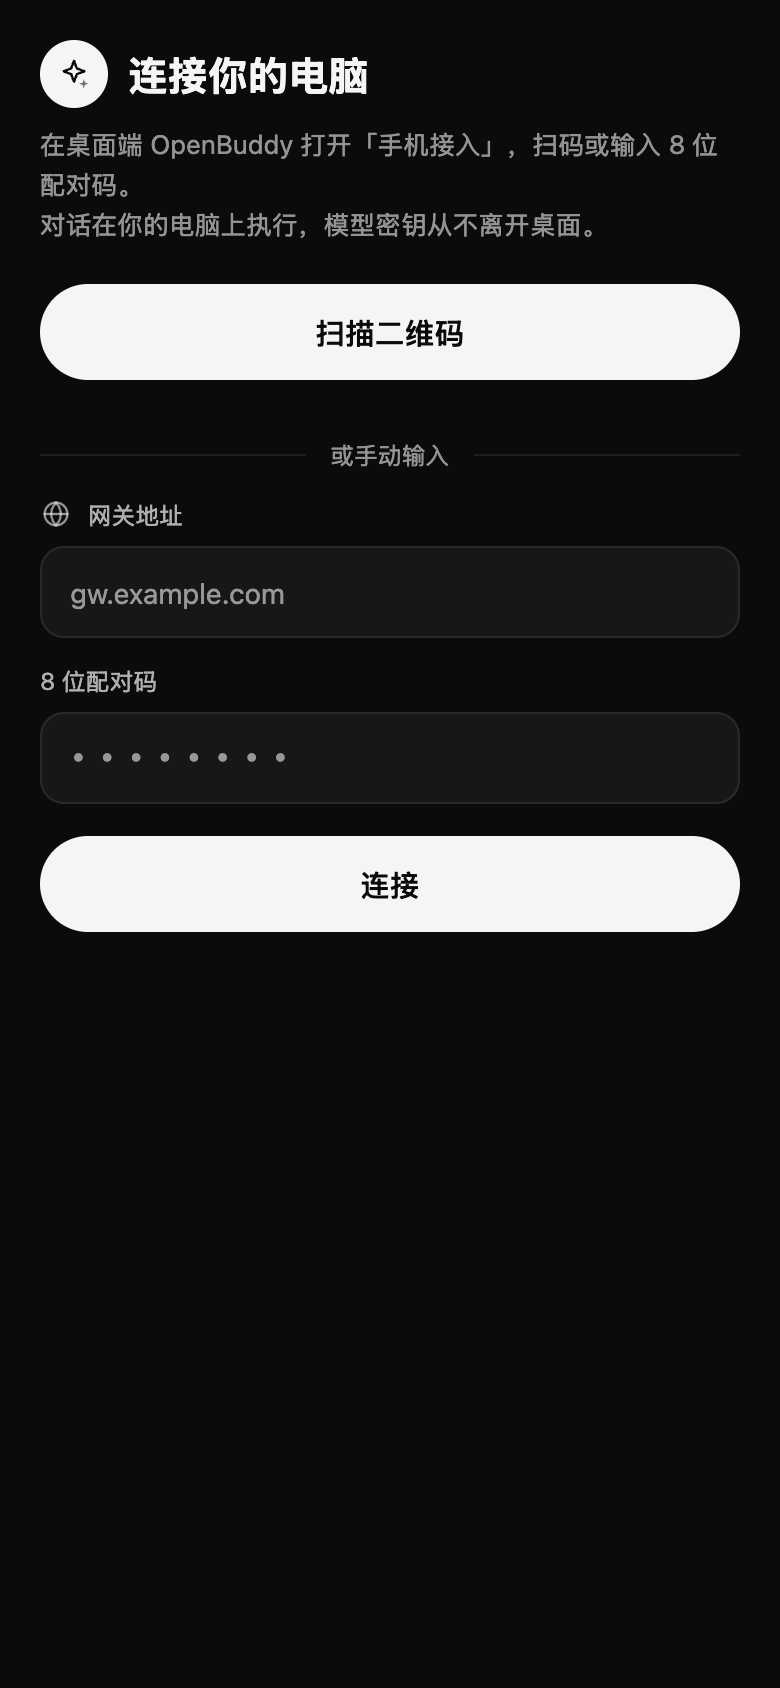 连接你的电脑
在桌面端 OpenBuddy 打开「手机接入」，扫码或输入 8 位
配对码。
对话在你的电脑上执行，模型密钥从不离开桌面。
扫描二维码
或手动输入
网关地址
gw.example.com
8 位配对码
••••••••
连接